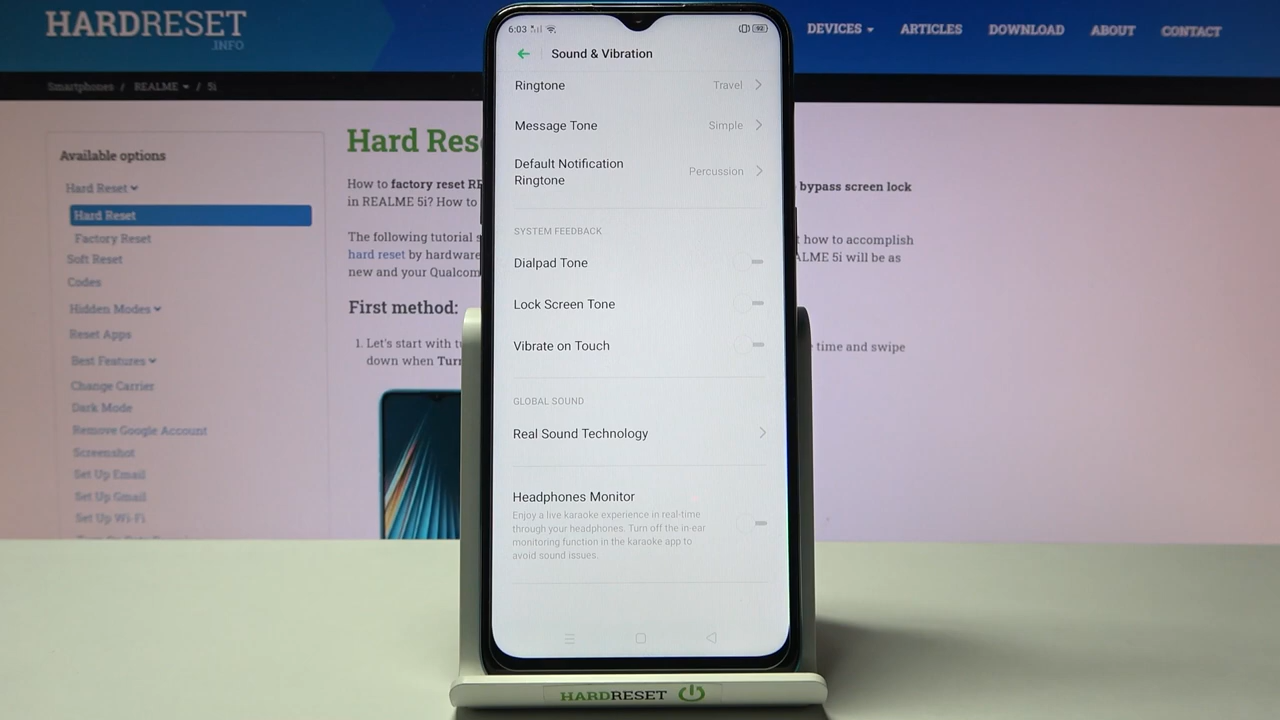 HARDRESET
.INFO
DEVICES
ARTICLES
DOWNLOAD
ABOUT
CONTACT
Smartphones / REALME / 5i
Available options
Hard Reset
Hard Reset
Factory Reset
Soft Reset
Codes
Hidden Modes
Reset Apps
Best Features
Change Carrier
Dark Mode
Remove Google Account
Screenshot
Set Up Email
Set Up Gmail
Set Up Wi-Fi
Hard Res
How to factory reset
bypass screen lock
in REALME 5i? How to
The following tutorial
how to accomplish
hard reset by hardware
ALME 5i will be as
new and your Qualcom
First method:
1. Let's start with
time and swipe
down when Turn
6:03
92
Sound & Vibration
Ringtone
Travel
Message Tone
Simple
Default Notification
Ringtone
Percussion
SYSTEM FEEDBACK
Dialpad Tone
Lock Screen Tone
Vibrate on Touch
GLOBAL SOUND
Real Sound Technology
Headphones Monitor
Enjoy a live karaoke experience in real-time
through your headphones. Turn off the in-ear
monitoring function in the karaoke app to
avoid sound issues.
HARDRESET